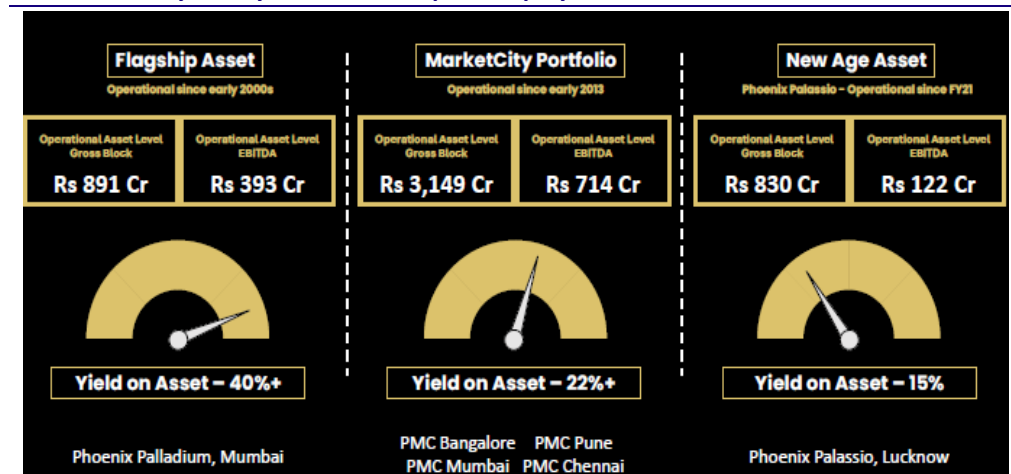 Flagship Asset
Operational since early 2000s
Operational Asset Level
Gross Block
Rs 891 Cr
Operational Asset Level
EBITDA
Rs 393 Cr
Yield on Asset – 40%+
Phoenix Palladium, Mumbai
MarketCity Portfolio
Operational since early 2013
Operational Asset Level
Gross Block
Rs 3,149 Cr
Operational Asset Level
EBITDA
Rs 714 Cr
Yield on Asset – 22%+
PMC Bangalore PMC Pune
PMC Mumbai PMC Chennai
New Age Asset
Phoenix Palassio – Operational since FY21
Operational Asset Level
Gross Block
Rs 830 Cr
Operational Asset Level
EBITDA
Rs 122 Cr
Yield on Asset – 15%
Phoenix Palassio, Lucknow